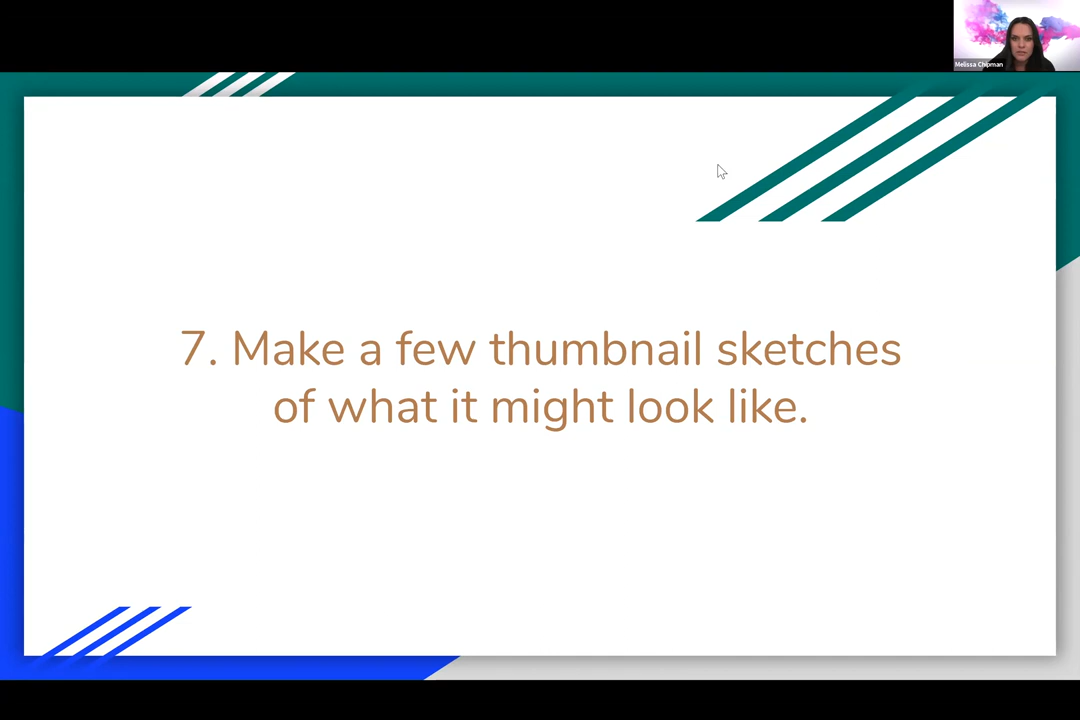 Melissa Chipman
7. Make a few thumbnail sketches
of what it might look like.